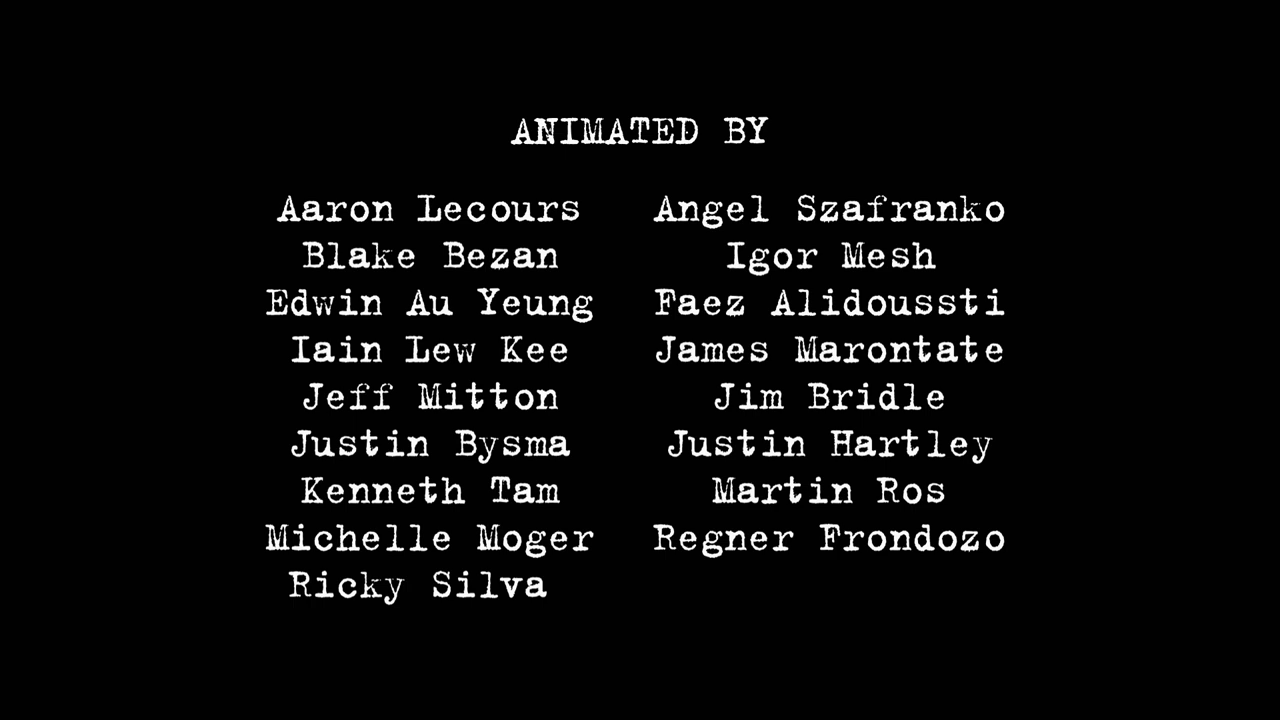 ANIMATED BY
Aaron Lecours
Angel Szafranko
Blake Bezan
Igor Mesh
Edwin Au Yeung
Faez Alidoussti
Iain Lew Kee
James Marontate
Jeff Mitton
Jim Bridle
Justin Bysma
Justin Hartley
Kenneth Tam
Martin Ros
Michelle Moger
Regner Frondozo
Ricky Silva